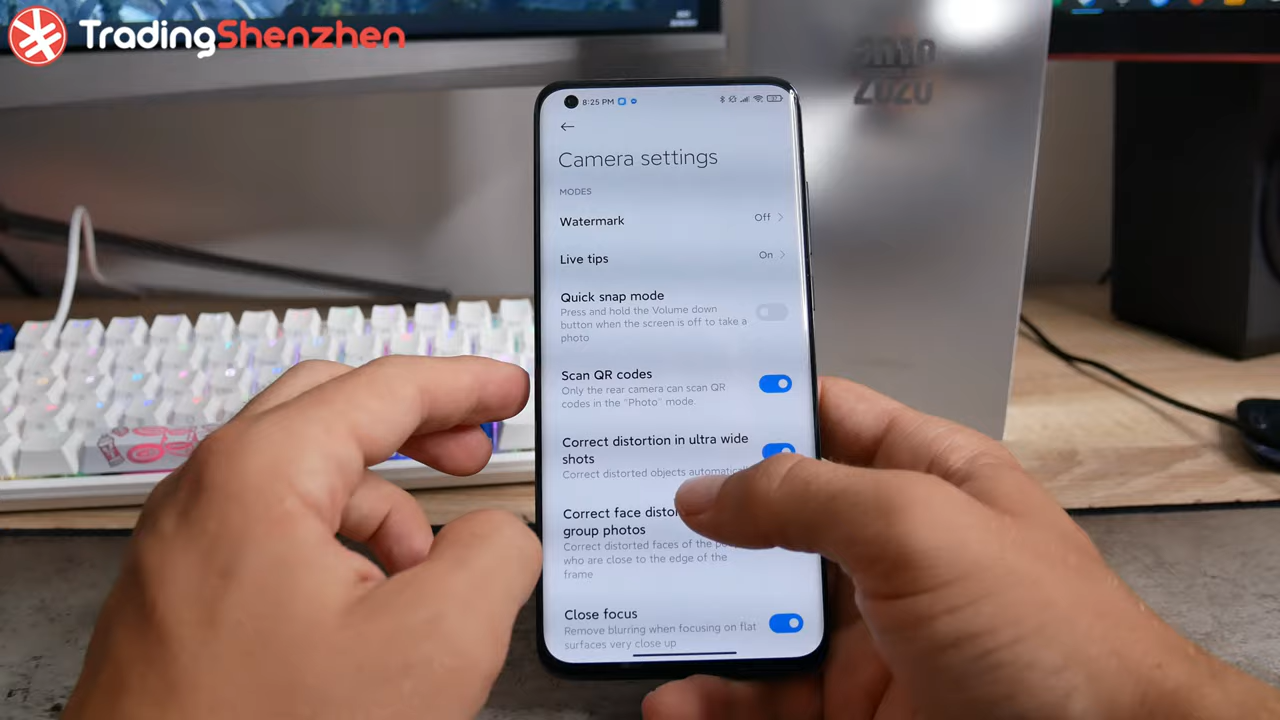 TradingShenzhen
2020
8:25 PM
Camera settings
MODES
Watermark
Off
Live tips
On
Quick snap mode
Press and hold the Volume down
button when the screen is off to take a
photo
Scan QR codes
Only the rear camera can scan QR
codes in the "Photo" mode.
Correct distortion in ultra wide
shots
Correct distorted objects
Correct face
group photos
Correct distorted faces of the
who are close to the edge of the
frame
Close focus
Remove blurring when focusing on flat
surfaces very close up